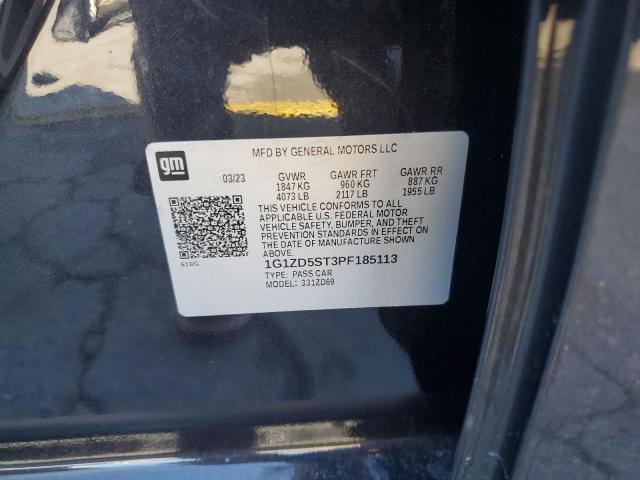 gm
MFD BY GENERAL MOTORS LLC
03/23 GVWR GAWR FRT GAWR RR
1847 KG 960 KG 887 KG
4073 LB 2117 LB 1955 LB
THIS VEHICLE CONFORMS TO ALL
APPLICABLE U.S. FEDERAL MOTOR
VEHICLE SAFETY, BUMPER, AND THEFT
PREVENTION STANDARDS IN EFFECT
ON THE DATE OF MANUFACTURE SHOWN
ABOVE.
618G
1G1ZD5ST3PF185113
TYPE: PASS CAR
MODEL: 331ZD69